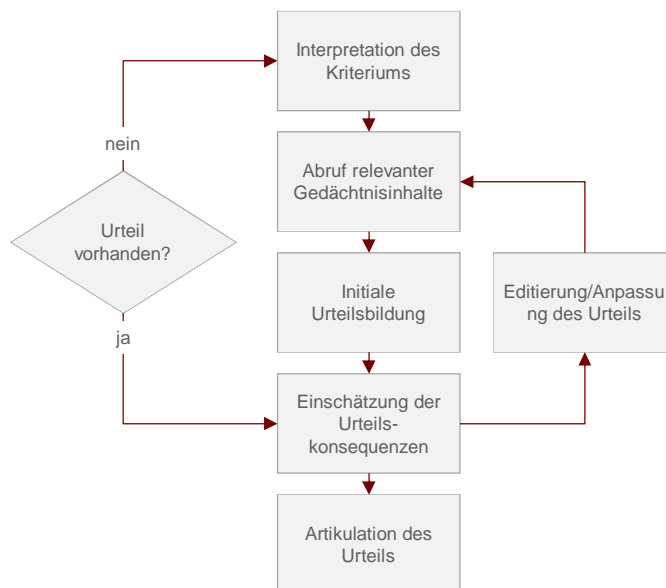 Interpretation des
Kriteriums
nein
Abruf relevanter
Gedächtnisinhalte
Urteil
vorhanden?
Initiale
Urteilsbildung
Editierung/Anpassu
ng des Urteils
ja
Einschätzung der
Urteils-
konsequenzen
Artikulation des
Urteils